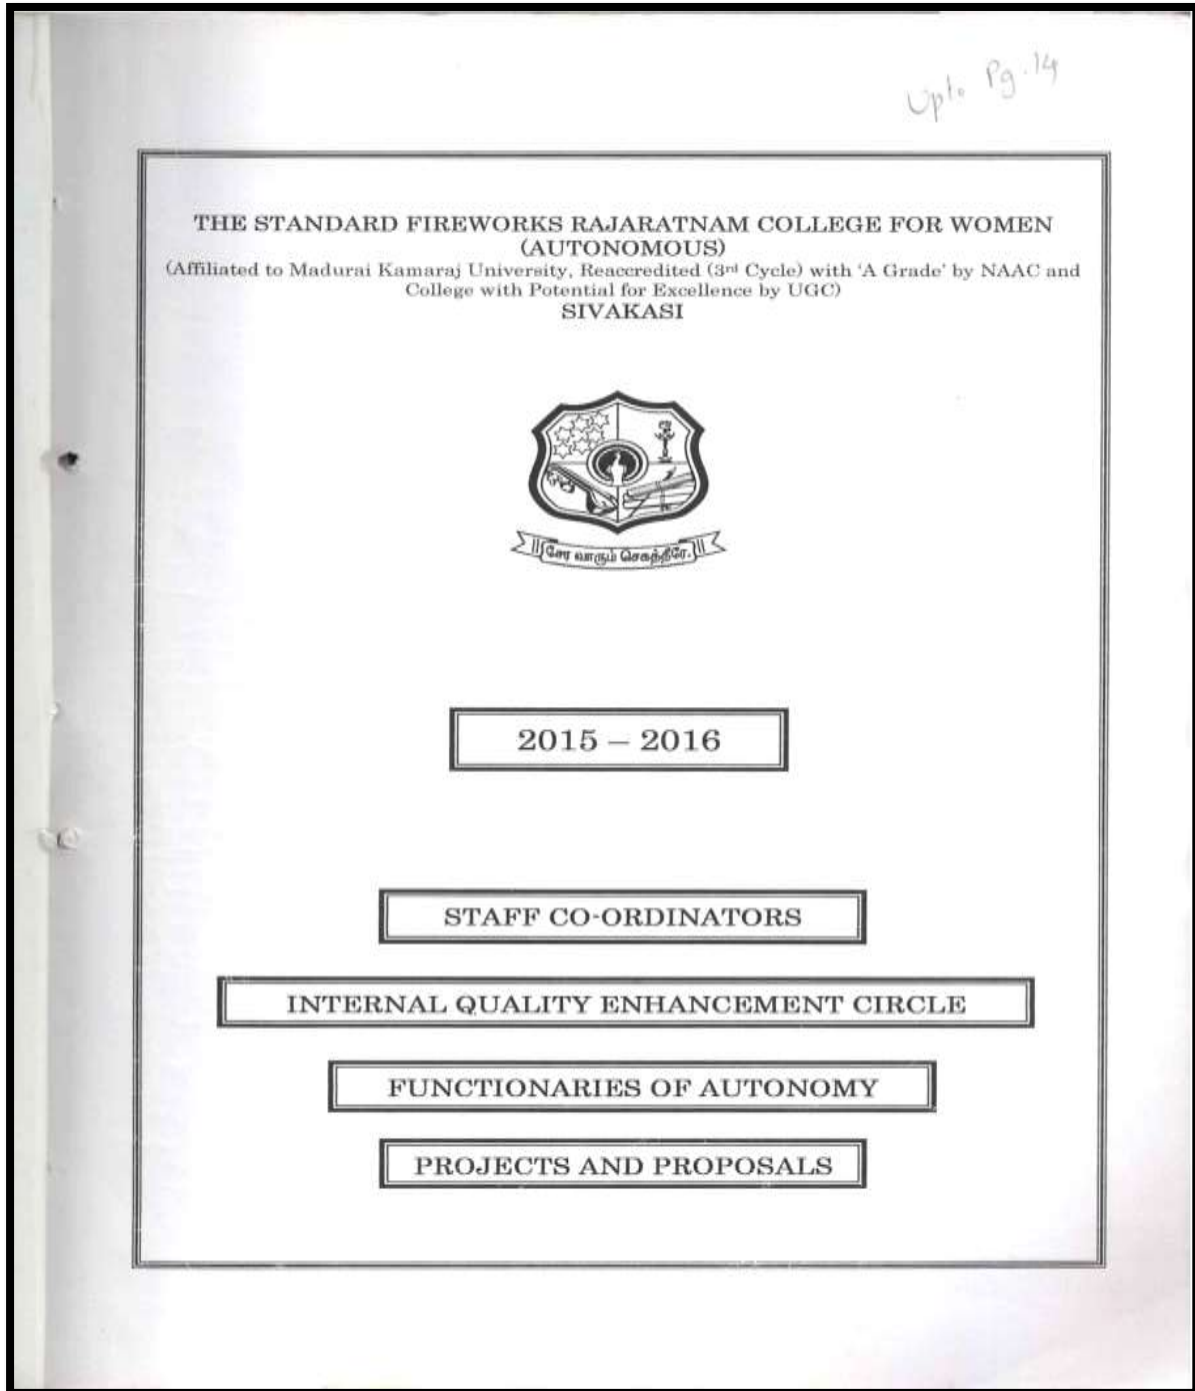 Upto Pg.14
THE STANDARD FIREWORKS RAJARATNAM COLLEGE FOR WOMEN
(AUTONOMOUS)
(Affiliated to Madurai Kamaraj University, Reaccredited (3rd Cycle) with 'A Grade' by NAAC and
College with Potential for Excellence by UGC)
SIVAKASI
சேர வாரும் செகத்தீரே.
2015 – 2016
STAFF CO-ORDINATORS
INTERNAL QUALITY ENHANCEMENT CIRCLE
FUNCTIONARIES OF AUTONOMY
PROJECTS AND PROPOSALS